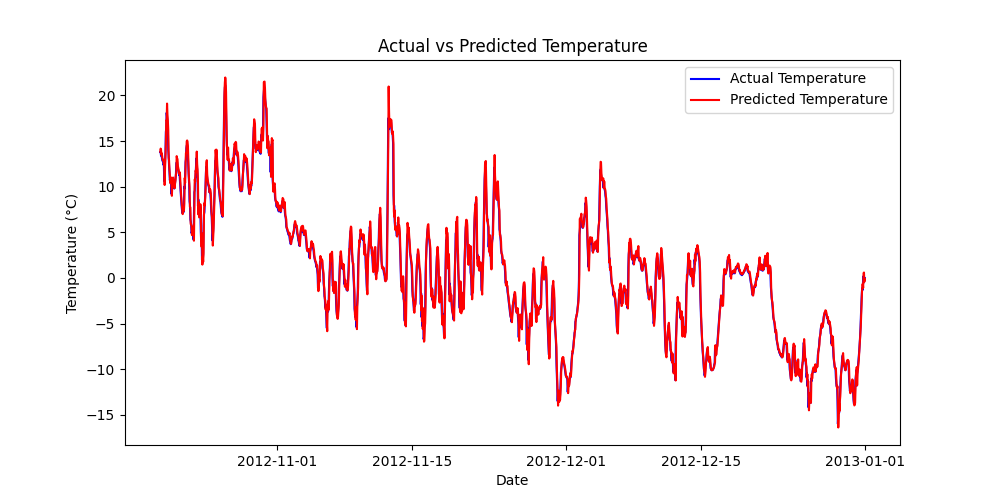 Actual vs Predicted Temperature
Actual Temperature
Predicted Temperature
Temperature (°C)
20
15
10
5
0
−5
−10
−15
2012-11-01 2012-11-15 2012-12-01 2012-12-15 2013-01-01
Date